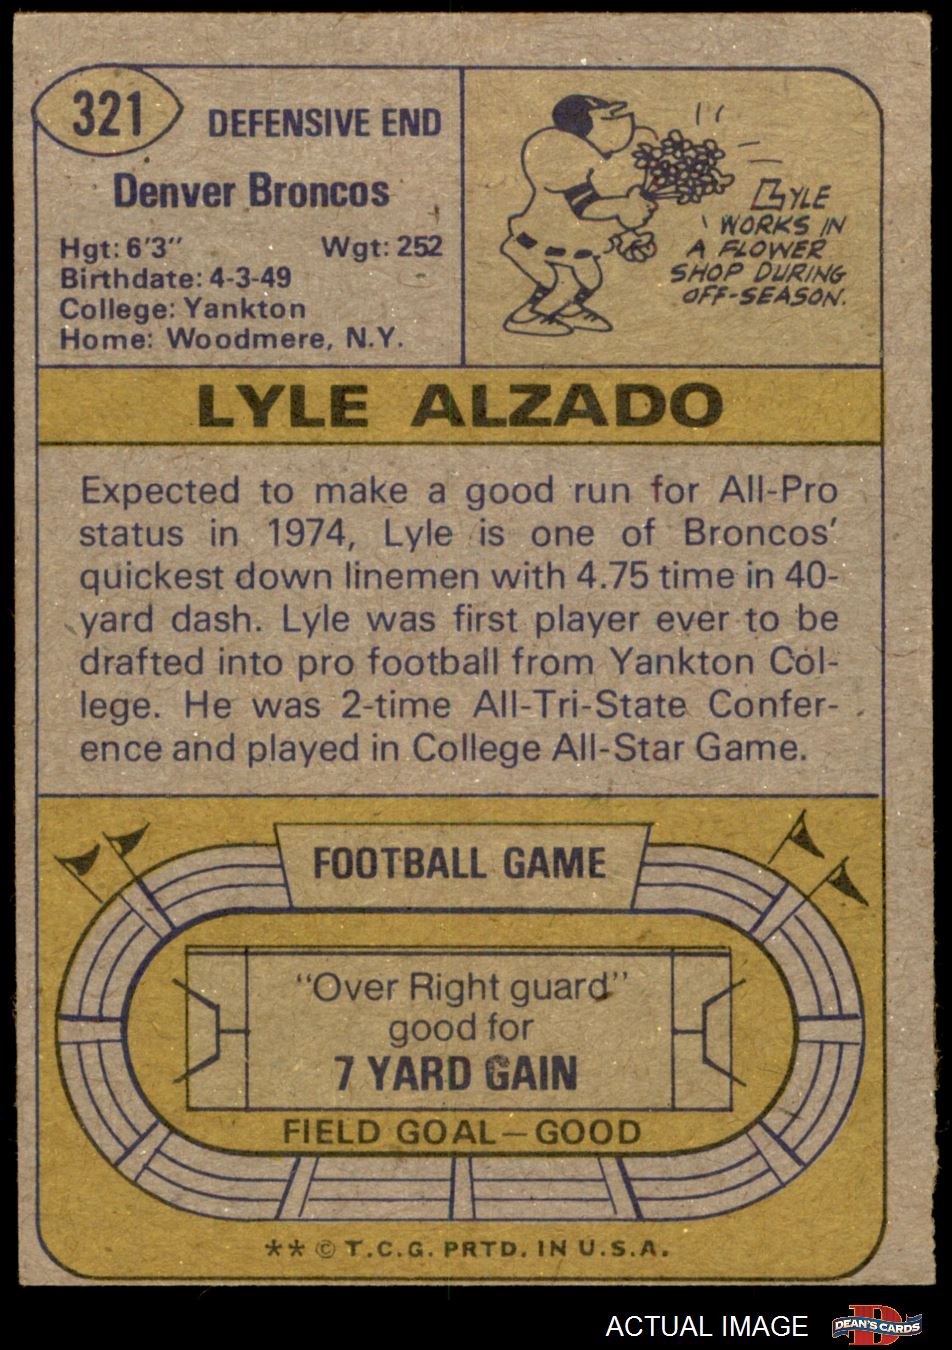 321
DEFENSIVE END
Denver Broncos
Hgt: 6'3" Wgt: 252
Birthdate: 4-3-49
College: Yankton
Home: Woodmere, N.Y.
LYLE
WORKS IN
A FLOWER
SHOP DURING
OFF-SEASON.
LYLE ALZADO
Expected to make a good run for All-Pro
status in 1974, Lyle is one of Broncos'
quickest down linemen with 4.75 time in 40-
yard dash. Lyle was first player ever to be
drafted into pro football from Yankton Col-
lege. He was 2-time All-Tri-State Confer-
ence and played in College All-Star Game.
FOOTBALL GAME
"Over Right guard"
good for
7 YARD GAIN
FIELD GOAL—GOOD
** © T.C.G. PRTD. IN U.S.A.
ACTUAL IMAGE
D
DEAN'S CARDS